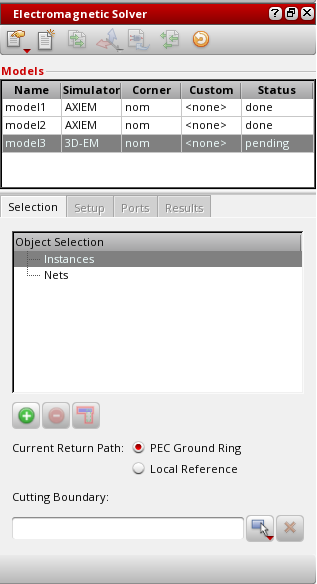 Electromagnetic Solver
Models
Name Simulator Corner Custom Status
model1 AXIEM nom <none> done
model2 AXIEM nom <none> done
model3 3D-EM nom <none> pending
Selection Setup Ports Results
Object Selection
Instances
Nets
Current Return Path: PEC Ground Ring
Local Reference
Cutting Boundary: